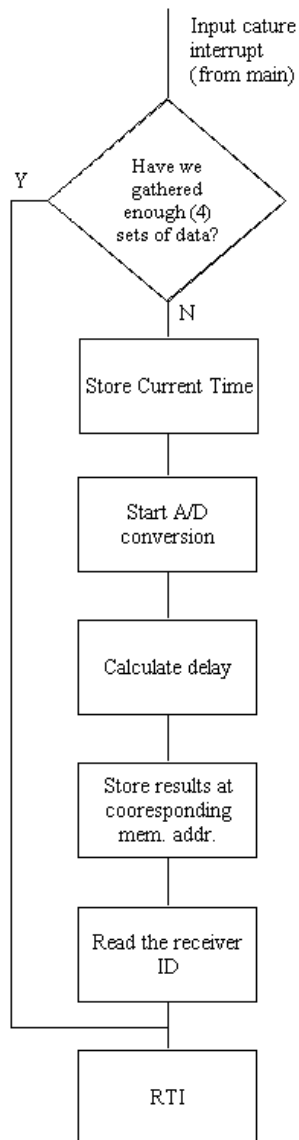 Input cature
interrupt
(from main)
Y
Have we
gathered
enough (4)
sets of data?
N
Store Current Time
Start A/D
conversion
Calculate delay
Store results at
cooresponding
mem. addr.
Read the receiver
ID
RTI